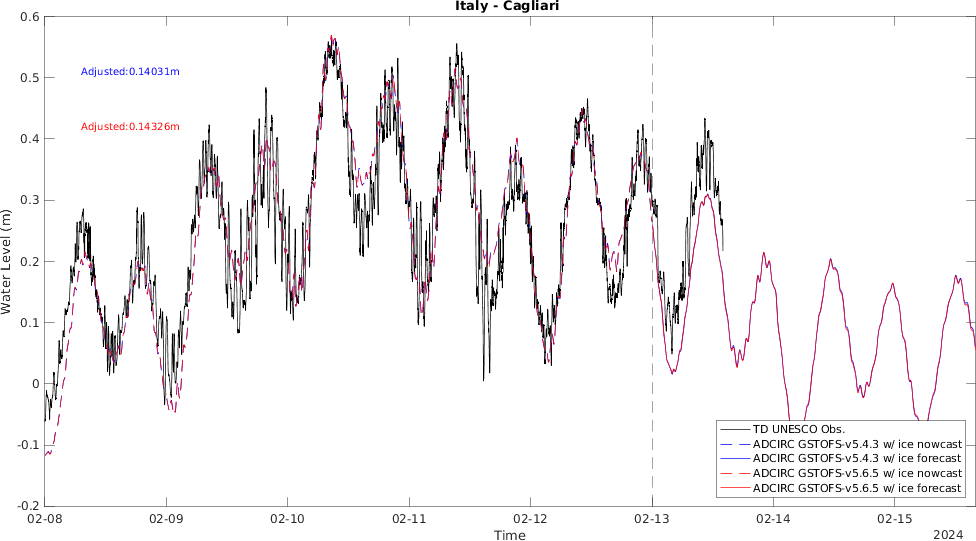 Italy - Cagliari
0.6
0.5
0.4
0.3
0.2
0.1
0
-0.1
-0.2
Water Level (m)
Adjusted:0.14031m
Adjusted:0.14326m
TD UNESCO Obs.
ADCIRC GSTOFS-v5.4.3 w/ ice nowcast
ADCIRC GSTOFS-v5.4.3 w/ ice forecast
ADCIRC GSTOFS-v5.6.5 w/ ice nowcast
ADCIRC GSTOFS-v5.6.5 w/ ice forecast
02-08 02-09 02-10 02-11 02-12 02-13 02-14 02-15
Time
2024